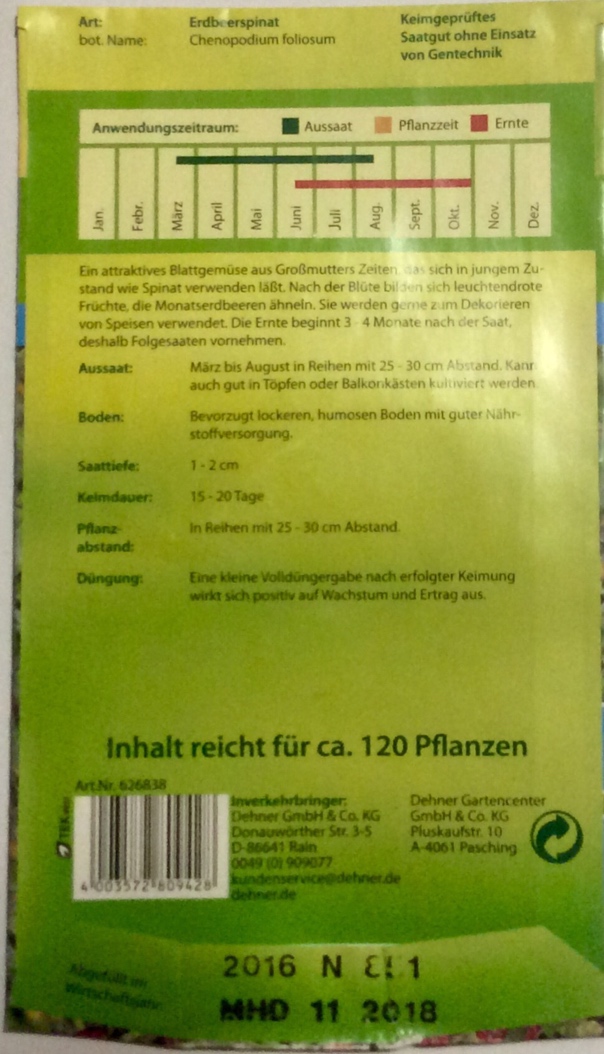 Art: Erdbeerspinat
bot. Name: Chenopodium foliosum
Keimgeprüftes
Saatgut ohne Einsatz
von Gentechnik
Anwendungszeitraum: Aussaat Pflanzzeit Ernte
Jan. Febr. März April Mai Juni Juli Aug. Sept. Okt. Nov. Dez.
Ein attraktives Blattgemüse aus Großmutters Zeiten, das sich in jungem Zu-
stand wie Spinat verwenden läßt. Nach der Blüte bilden sich leuchtendrote
Früchte, die Monatserdbeeren ähneln. Sie werden gerne zum Dekorieren
von Speisen verwendet. Die Ernte beginnt 3 - 4 Monate nach der Saat,
deshalb Folgesaaten vornehmen.
Aussaat: März bis August in Reihen mit 25 - 30 cm Abstand. Kann
auch gut in Töpfen oder Balkonkästen kultiviert werden
Boden: Bevorzugt lockeren, humosen Boden mit guter Nähr-
stoffversorgung.
Saattiefe: 1 - 2 cm
Keimdauer: 15 - 20 Tage
Pflanz- In Reihen mit 25 - 30 cm Abstand.
abstand:
Düngung: Eine kleine Volldüngergabe nach erfolgter Keimung
wirkt sich positiv auf Wachstum und Ertrag aus.
Inhalt reicht für ca. 120 Pflanzen
Art.Nr. 626838
4 003572 809428
Inverkehrbringer:
Dehner GmbH & Co. KG
Donauwörther Str. 3-5
D-86641 Rain
0049 (0) 909077
kundenservice@dehner.de
dehner.de
Dehner Gartencenter
GmbH & Co. KG
Pluskaufstr. 10
A-4061 Pasching
Abgefüllt im
Wirtschaftsjahr:
2016 N 1
MHD 11 2018